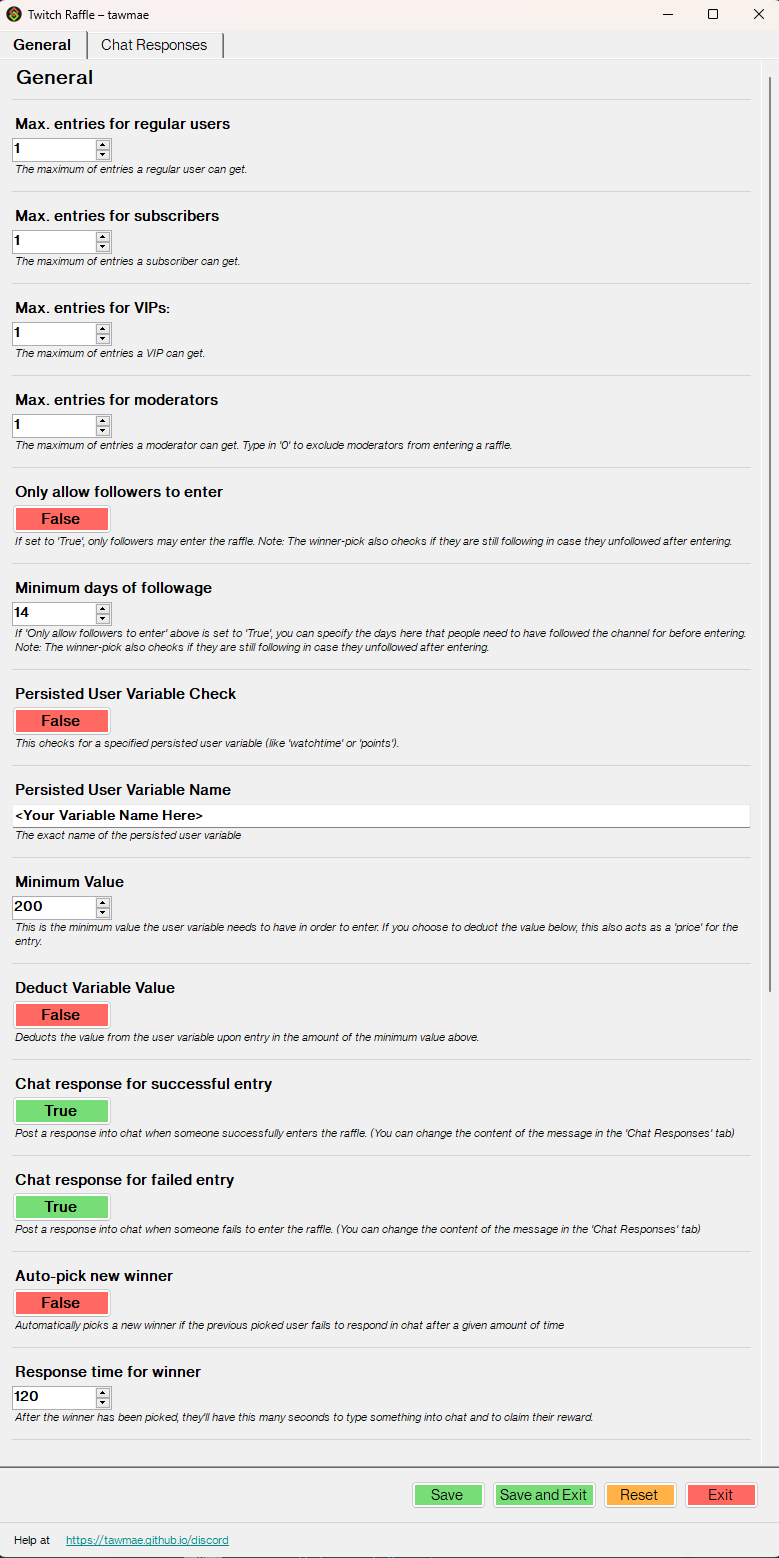 Twitch Raffle – tawmae
General
Chat Responses
General
Max. entries for regular users
1
The maximum of entries a regular user can get.
Max. entries for subscribers
1
The maximum of entries a subscriber can get.
Max. entries for VIPs:
1
The maximum of entries a VIP can get.
Max. entries for moderators
1
The maximum of entries a moderator can get. Type in '0' to exclude moderators from entering a raffle.
Only allow followers to enter
False
If set to 'True', only followers may enter the raffle. Note: The winner-pick also checks if they are still following in case they unfollowed after entering.
Minimum days of followage
14
If 'Only allow followers to enter' above is set to 'True', you can specify the days here that people need to have followed the channel for before entering.
Note: The winner-pick also checks if they are still following in case they unfollowed after entering.
Persisted User Variable Check
False
This checks for a specified persisted user variable (like 'watchtime' or 'points').
Persisted User Variable Name
<Your Variable Name Here>
The exact name of the persisted user variable
Minimum Value
200
This is the minimum value the user variable needs to have in order to enter. If you choose to deduct the value below, this also acts as a 'price' for the
entry.
Deduct Variable Value
False
Deducts the value from the user variable upon entry in the amount of the minimum value above.
Chat response for successful entry
True
Post a response into chat when someone successfully enters the raffle. (You can change the content of the message in the 'Chat Responses' tab)
Chat response for failed entry
True
Post a response into chat when someone fails to enter the raffle. (You can change the content of the message in the 'Chat Responses' tab)
Auto-pick new winner
False
Automatically picks a new winner if the previous picked user fails to respond in chat after a given amount of time
Response time for winner
120
After the winner has been picked, they'll have this many seconds to type something into chat and to claim their reward.
Save
Save and Exit
Reset
Exit
Help at https://tawmae.github.io/discord